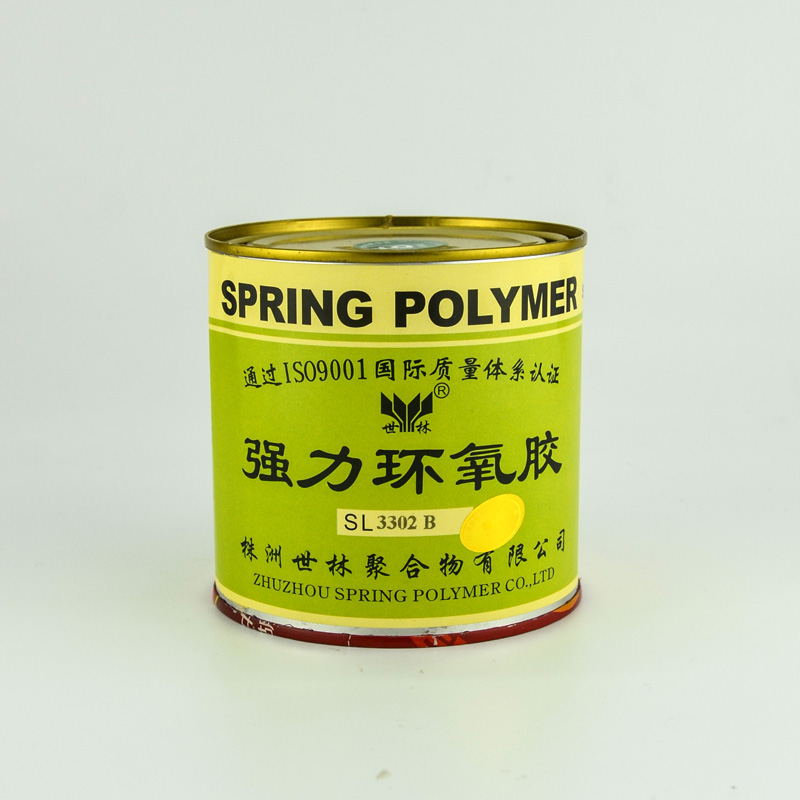 SPRING POLYMER
通过ISO9001国际质量体系认证
®
世林
强力环氧胶
SL 3302 B
株洲世林聚合物有限公司
ZHUZHOU SPRING POLYMER CO.,LTD